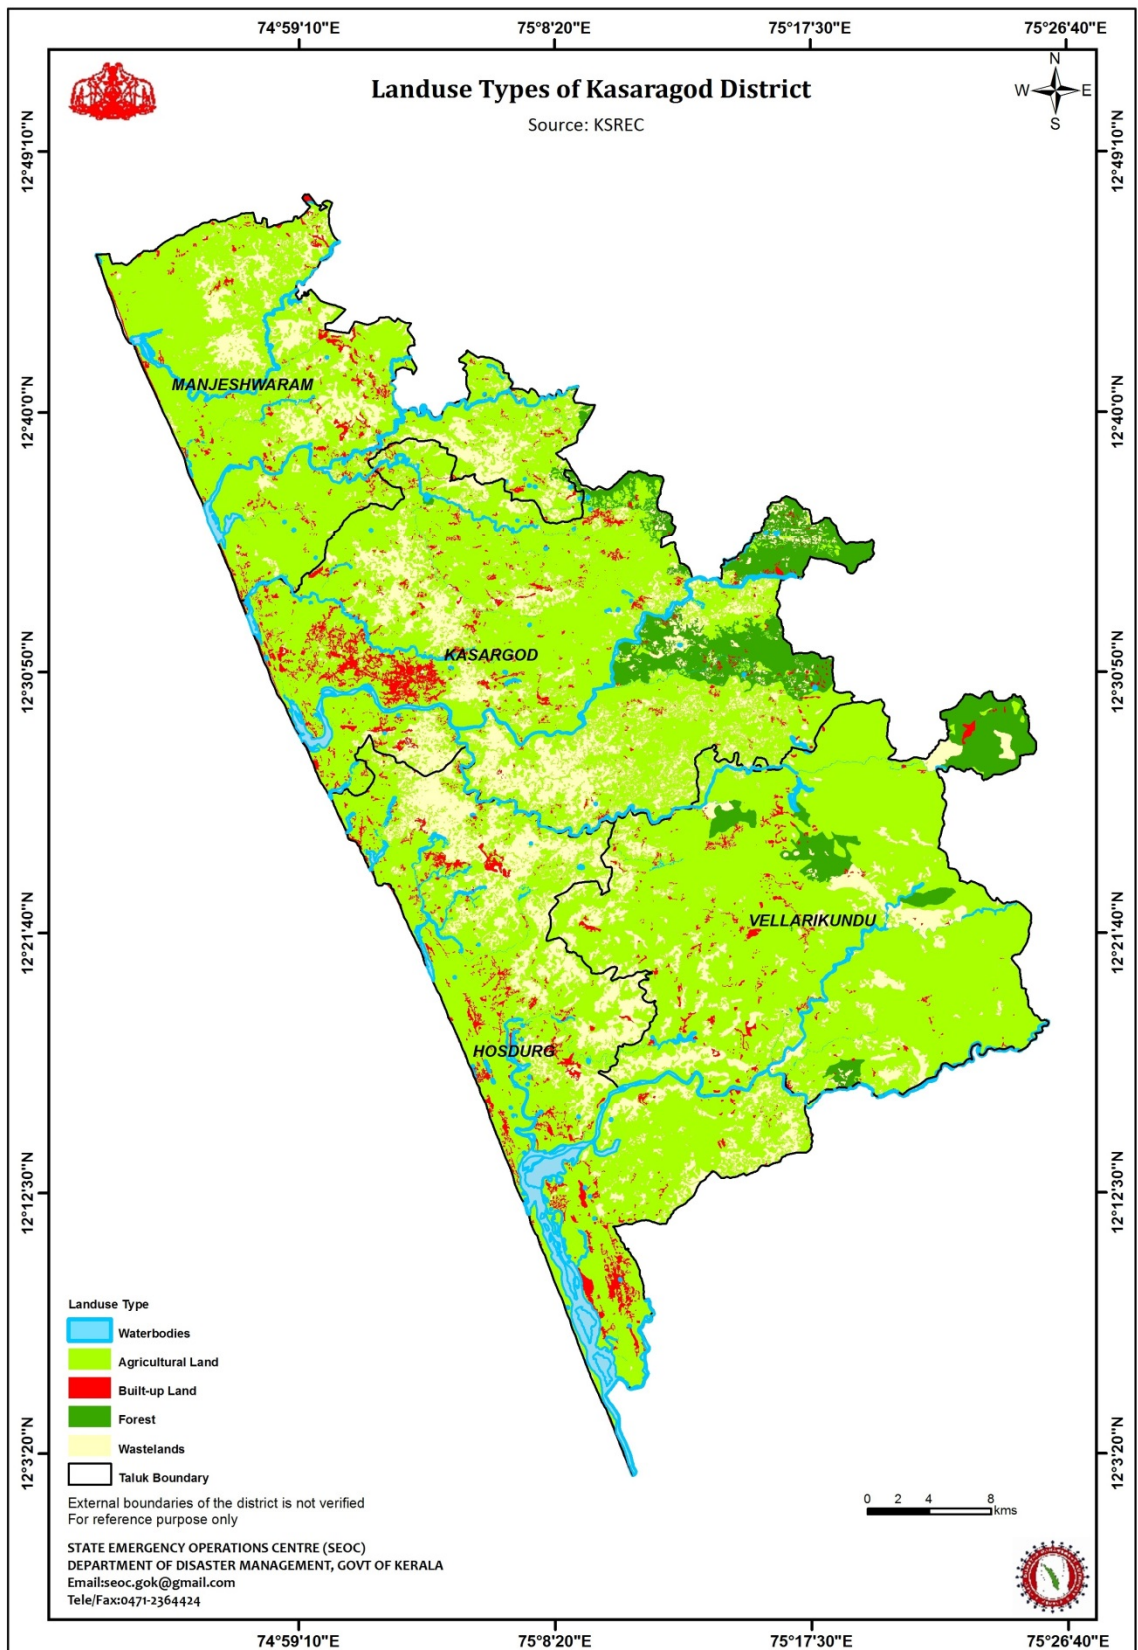 74°59'10"E
75°8'20"E
75°17'30"E
75°26'40"E
Landuse Types of Kasaragod District
Source: KSREC
N
W
E
S
12°49'10"N
12°49'10"N
MANJESHWARAM
12°40'0"N
12°40'0"N
KASARGOD
12°30'50"N
12°30'50"N
VELLARIKUNDU
12°21'40"N
12°21'40"N
HOSDURG
12°12'30"N
12°12'30"N
Landuse Type
Waterbodies
Agricultural Land
Built-up Land
Forest
Wastelands
Taluk Boundary
12°3'20"N
12°3'20"N
External boundaries of the district is not verified
For reference purpose only
0 2 4 8
kms
STATE EMERGENCY OPERATIONS CENTRE (SEOC)
DEPARTMENT OF DISASTER MANAGEMENT, GOVT OF KERALA
Email:seoc.gok@gmail.com
Tele/Fax:0471-2364424
74°59'10"E
75°8'20"E
75°17'30"E
75°26'40"E